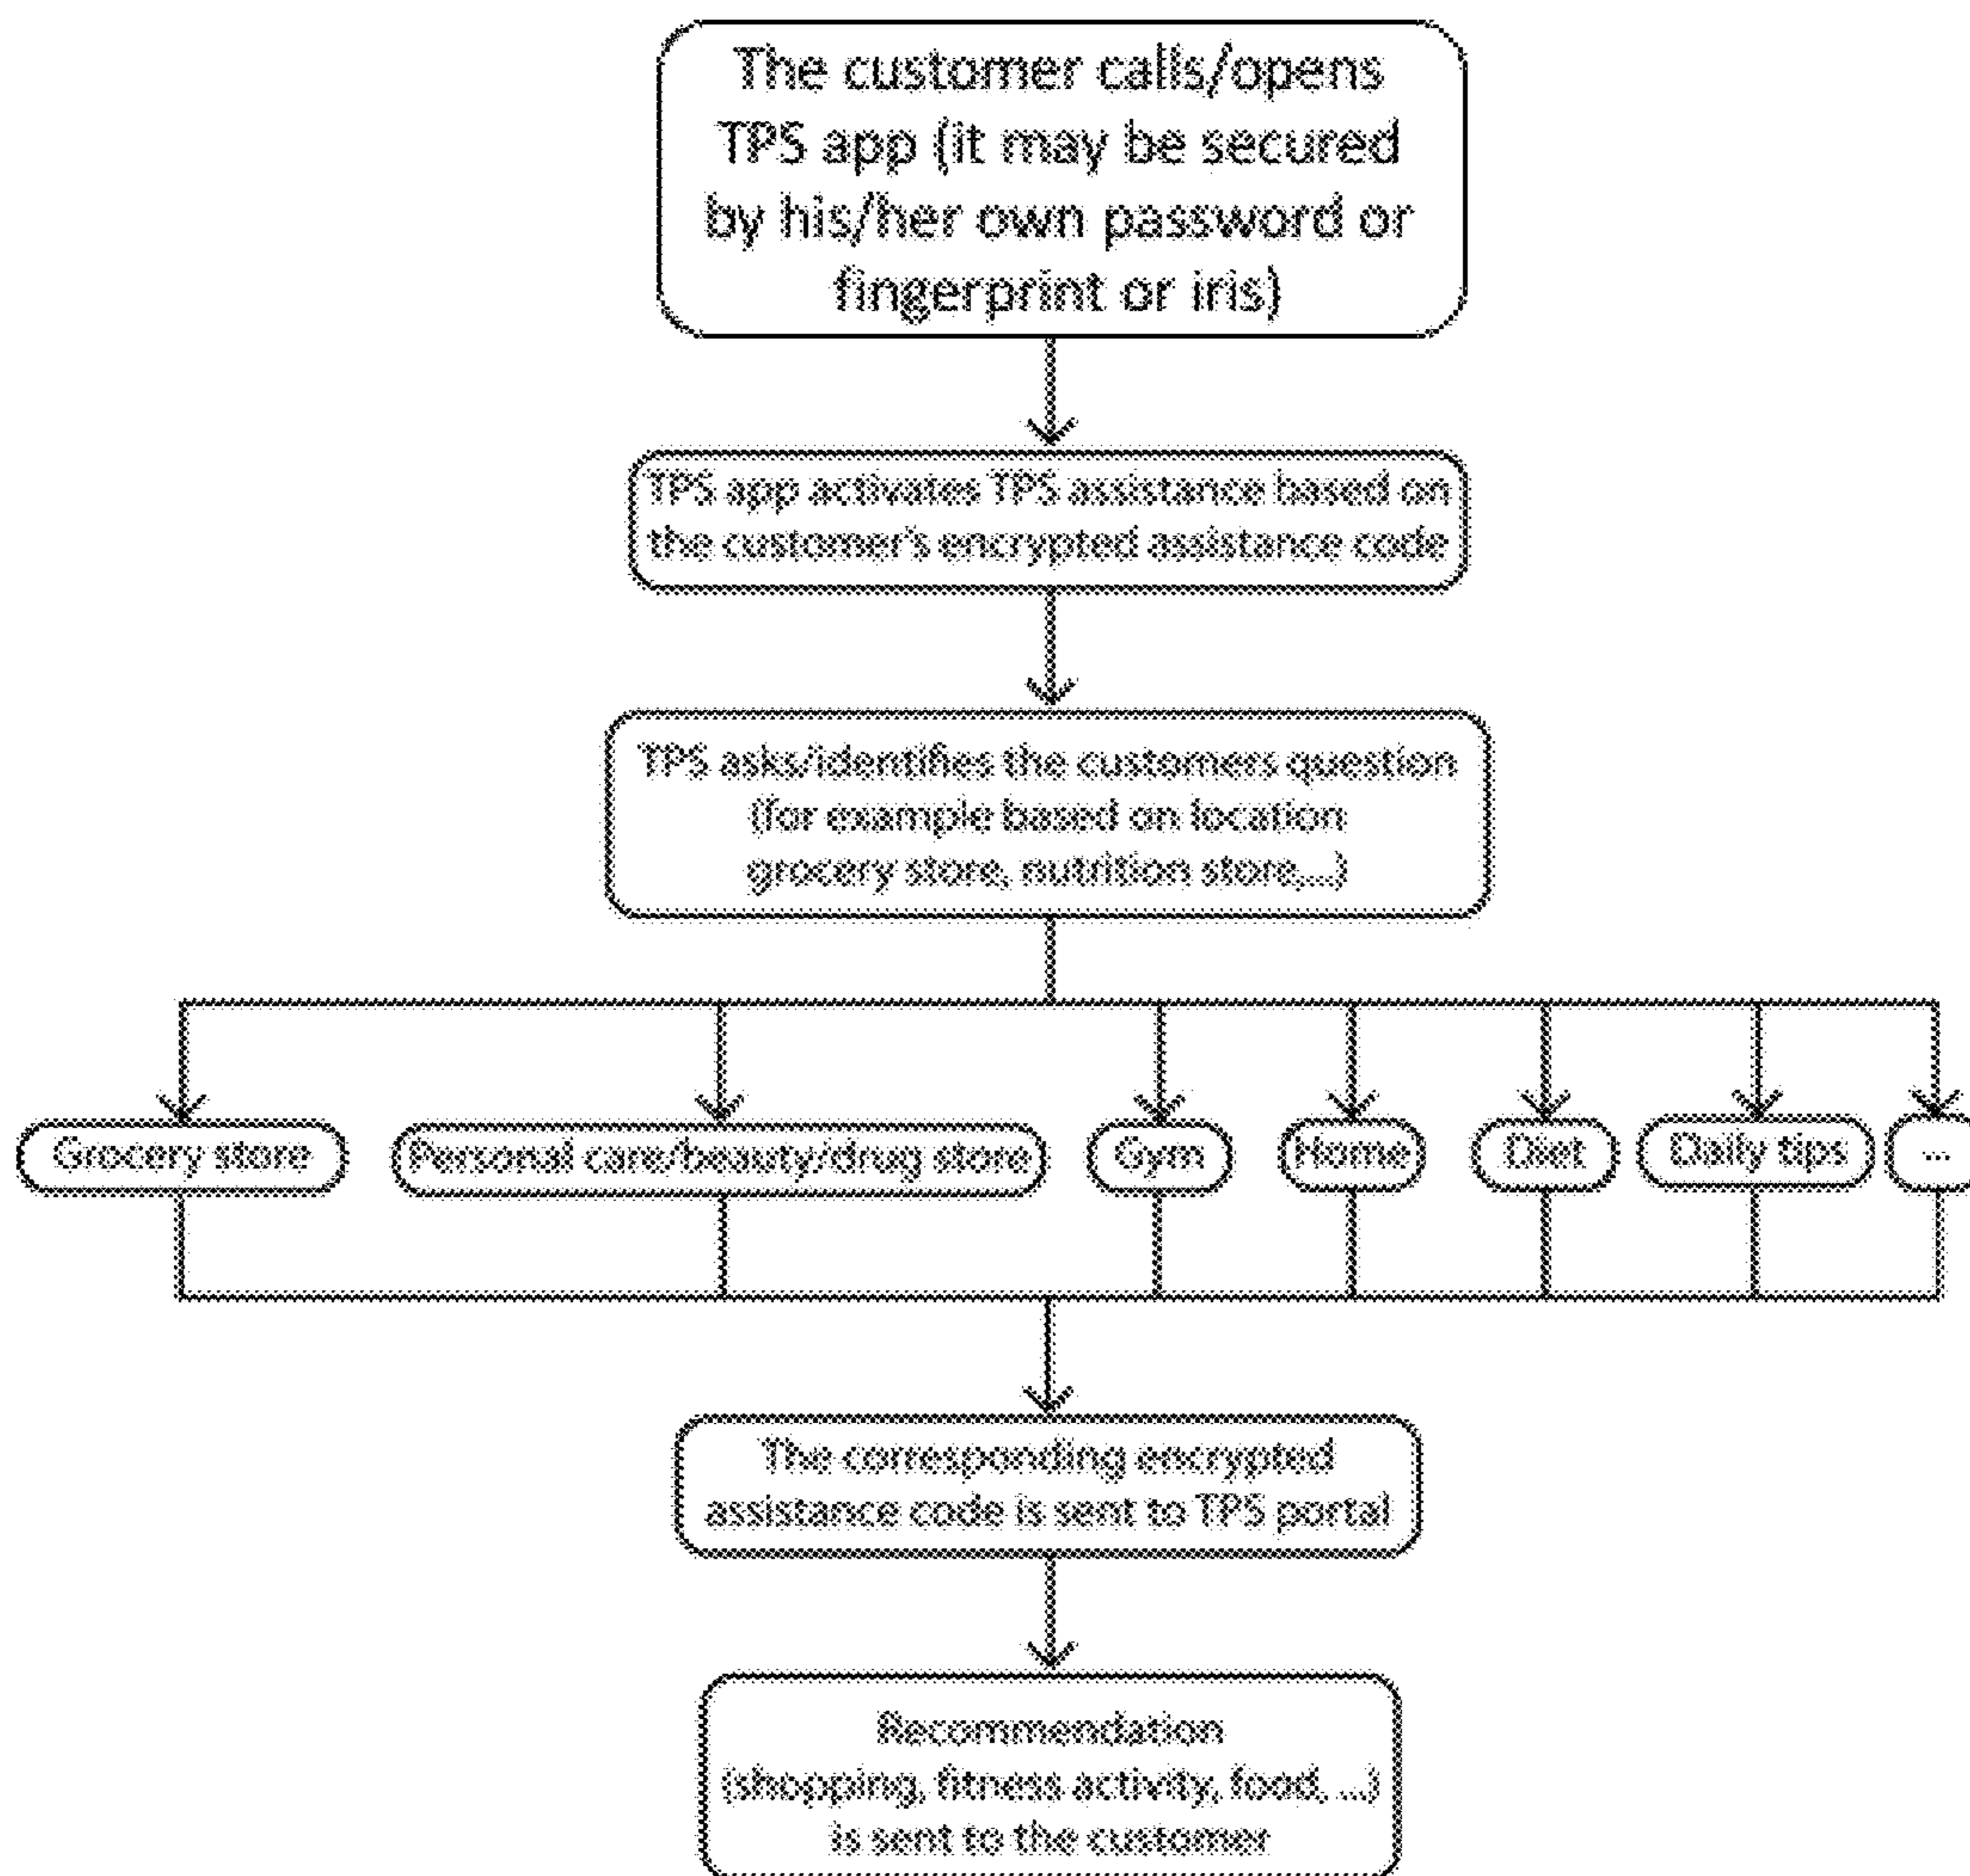 The customer calls/opens
TPS app (it may be secured
by his/her own password or
fingerprint or iris)
TPS app activates TPS assistance based on
the customer's encrypted assistance code
TPS asks/identifies the customers question
(for example based on location
grocery store, nutrition store,...)
Grocery store
Personal care/beauty/drug store
Gym
Home
Diet
Daily tips
...
The corresponding encrypted
assistance code is sent to TPS portal
Recommendation
(shopping, fitness activity, food, ...)
is sent to the customer